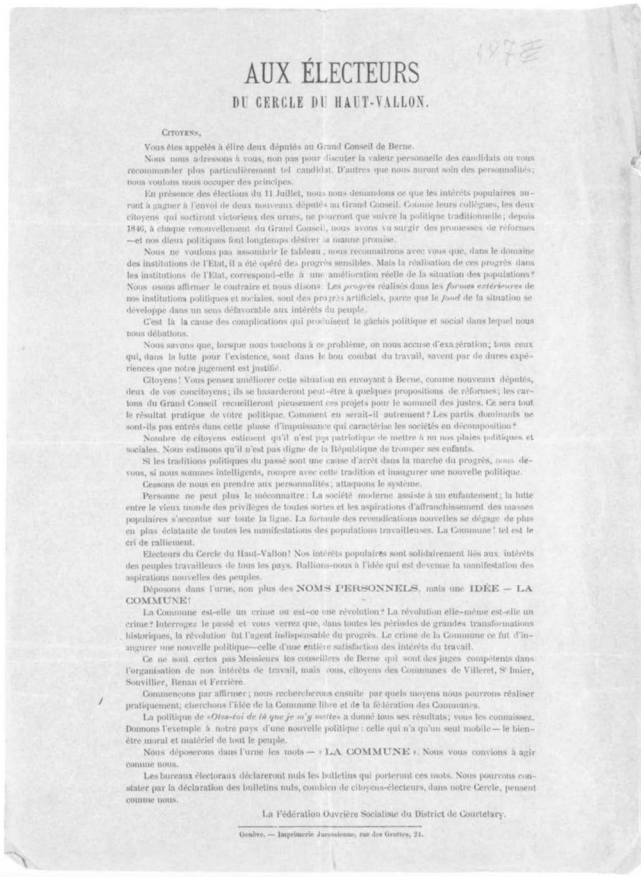 AUX ÉLECTEURS
DU CERCLE DU HAUT-VALLON.
CITOYENS,
Vous êtes appelés à élire deux députés au Grand Conseil de Berne.
Nous nous adressons à vous, non pas pour discuter la valeur personnelle des candidats ou vous
recommander plus particulièrement tel candidat. D'autres que nous auront soin des personnalités;
nous voulons nous occuper des principes.
En présence des élections du 11 Juillet, nous nous demandons ce que les intérêts populaires au-
ront à gagner à l'envoi de deux nouveaux députés au Grand Conseil. Comme leurs collègues, les deux
citoyens qui sortiront victorieux des urnes, ne pourront que suivre la politique traditionnelle; depuis
1846, à chaque renouvellement du Grand Conseil, nous avons vu surgir des promesses de réformes
—et nos dieux politiques font longtemps désirer la manne promise.
Nous ne voulons pas assombrir le tableau; nous reconnaîtrons avec vous que, dans le domaine
des institutions de l'Etat, il a été opéré des progrès sensibles. Mais la réalisation de ces progrès dans
les institutions de l'Etat, correspond-elle à une amélioration réelle de la situation des populations?
Nous osons affirmer le contraire et nous disons: Les progrès réalisés dans les formes extérieures de
nos institutions politiques et sociales, sont des progrès artificiels, parce que le fond de la situation se
développe dans un sens défavorable aux intérêts du peuple.
C'est là la cause des complications qui produisent le gâchis politique et social dans lequel nous
nous débattons.
Nous savons que, lorsque nous touchons à ce problème, on nous accuse d'exagération; tous ceux
qui, dans la lutte pour l'existence, sont dans le bon combat du travail, savent par de dures expé-
riences que notre jugement est justifié.
Citoyens! Vous pensez améliorer cette situation en envoyant à Berne, comme nouveaux députés,
deux de vos concitoyens; ils se hasarderont peut-être à quelques propositions de réformes; les car-
tons du Grand Conseil recueilleront pieusement ces projets pour le sommeil des justes. Ce sera tout
le résultat pratique de votre politique. Comment en serait-il autrement? Les partis dominants ne
sont-ils pas entrés dans cette phase d'impuissance qui caractérise les sociétés en décomposition?
Nombre de citoyens estiment qu'il n'est pas patriotique de mettre à nu nos plaies politiques et
sociales. Nous estimons qu'il n'est pas digne de la République de tromper ses enfants.
Si les traditions politiques du passé sont une cause d'arrêt dans la marche du progrès, nous de-
vons, si nous sommes intelligents, rompre avec cette tradition et inaugurer une nouvelle politique.
Cessons de nous en prendre aux personnalités; attaquons le système.
Personne ne peut plus le méconnaître: La société moderne assiste à un enfantement; la lutte
entre le vieux monde des privilèges de toutes sortes et les aspirations d'affranchissement des masses
populaires s'accentue sur toute la ligne. La formule des revendications nouvelles se dégage de plus
en plus éclatante de toutes les manifestations des populations travailleuses. La Commune! tel est le
cri de ralliement.
Electeurs du Cercle du Haut-Vallon! Nos intérêts populaires sont solidairement liés aux intérêts
des peuples travailleurs de tous les pays. Rallions-nous à l'idée qui est devenue la manifestation des
aspirations nouvelles des peuples.
Déposons dans l'urne, non plus des NOMS PERSONNELS, mais une IDÉE — LA
COMMUNE!
La Commune est-elle un crime ou est-ce une révolution? La révolution elle-même est-elle un
crime? Interrogez le passé et vous verrez que, dans toutes les périodes de grandes transformations
historiques, la révolution fut l'agent indispensable du progrès. Le crime de la Commune ce fut d'in-
augurer une nouvelle politique—celle d'une entière satisfaction des intérêts du travail.
Ce ne sont certes pas Messieurs les conseillers de Berne qui sont des juges compétents dans
l'organisation de nos intérêts de travail, mais vous, citoyens des Communes de Villeret, St Imier,
Sonvillier, Renan et Ferrière.
Commençons par affirmer; nous rechercherons ensuite par quels moyens nous pourrons réaliser
pratiquement, cherchons l'idée de la Commune libre et de la fédération des Communes.
La politique de «Otes-toi de là que je m'y mette» a donné tous ses résultats; vous les connaissez.
Donnons l'exemple à notre pays d'une nouvelle politique: celle qui n'a qu'un seul mobile — le bien-
être moral et matériel de tout le peuple.
Nous déposerons dans l'urne les mots — «LA COMMUNE». Nous vous convions à agir
comme nous.
Les bureaux électoraux déclareront nuls les bulletins qui porteront ces mots. Nous pourrons con-
stater par la déclaration des bulletins nuls, combien de citoyens-électeurs, dans notre Cercle, pensent
comme nous.
La Fédération Ouvrière Socialiste du District de Courtelary.
Genève. — Imprimerie Jurassienne, rue des Grottes, 24.